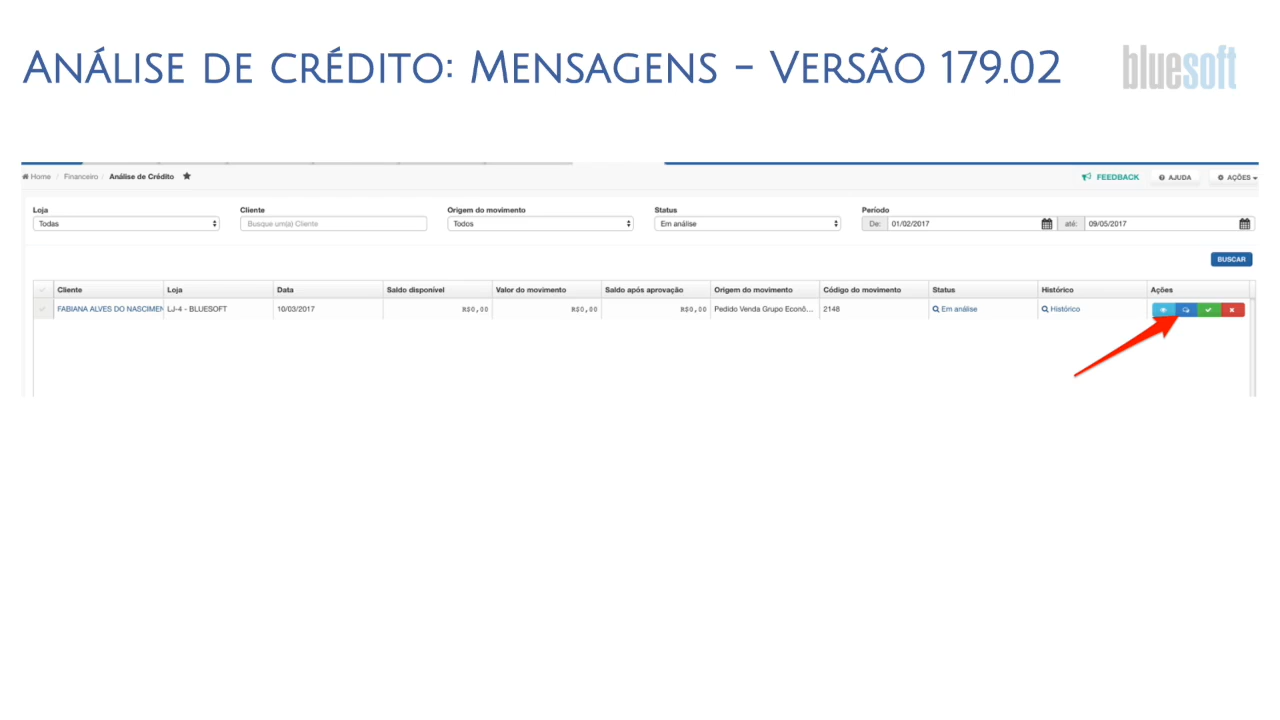 Análise de crédito: Mensagens - Versão 179.02
bluesoft
Home / Financeiro / Análise de Crédito
FEEDBACK AJUDA AÇÕES
Loja Cliente Origem do movimento Status Período
Todas Busque um(a) Cliente Todos Em análise De: 01/02/2017 até: 09/05/2017
BUSCAR
Cliente Loja Data Saldo disponível Valor do movimento Saldo após aprovação Origem do movimento Código do movimento Status Histórico Ações
FABIANA ALVES DO NASCIMEN LJ-4 - BLUESOFT 10/03/2017 R$0,00 R$0,00 R$0,00 Pedido Venda Grupo Econô... 2148 Em análise Histórico